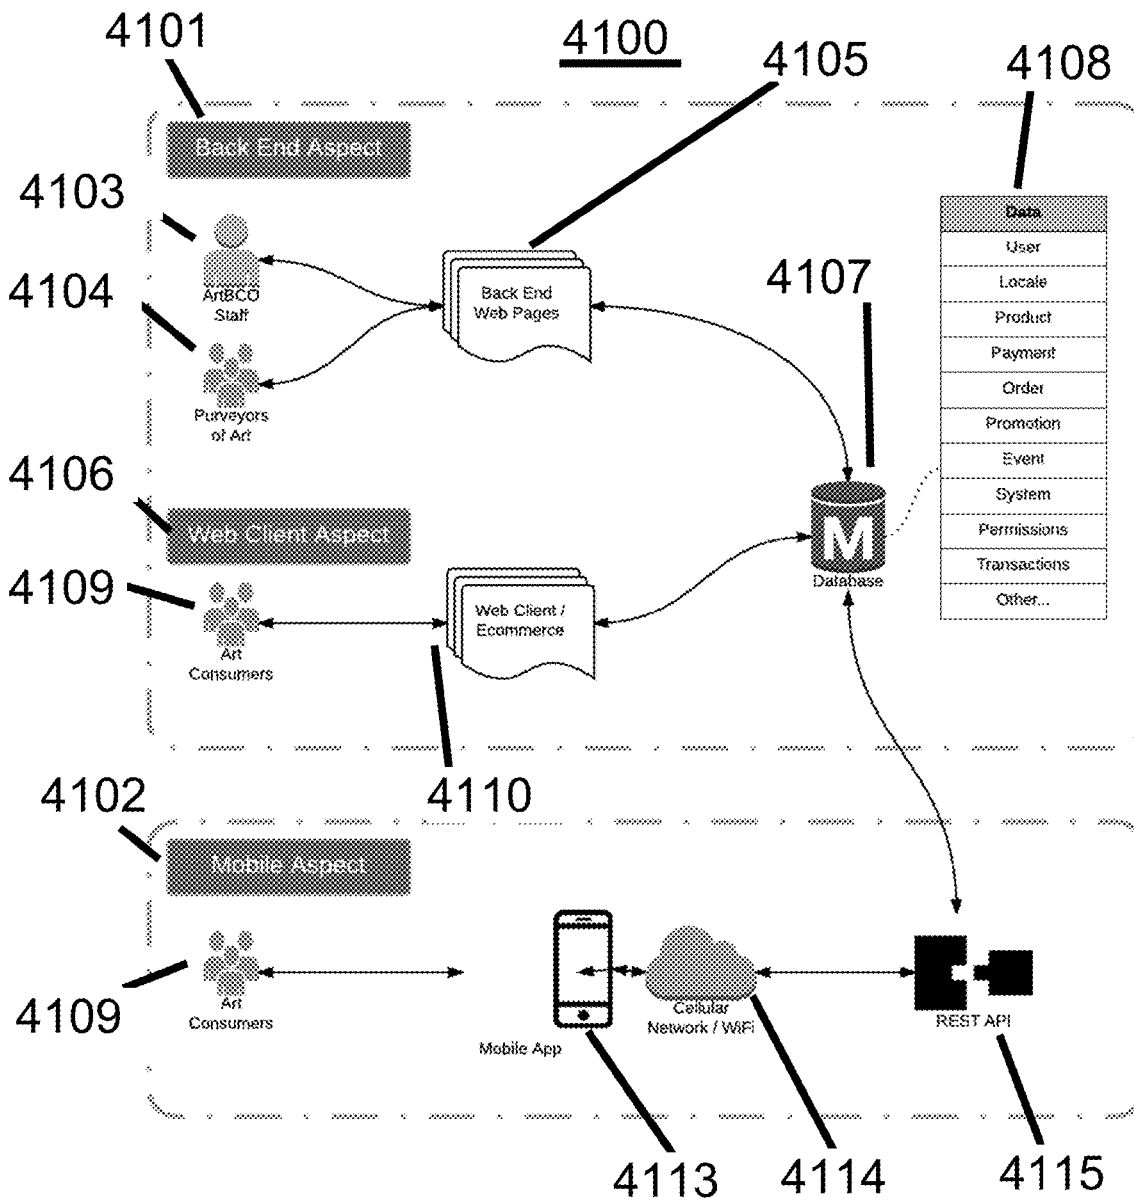 4101
4100
4105
4108
Back End Aspect
4103
Data
ArtBCO
Staff
4104
Back End
Web Pages
4107
User
Locale
Product
Payment
Order
Promotion
Event
System
Permissions
Transactions
Other...
Purveyors
of Art
4106
Web Client Aspect
M
Database
4109
Art
Consumers
Web Client /
Ecommerce
4110
4102
Mobile Aspect
4109
Art
Consumers
Mobile App
Cellular
Network / WiFi
REST API
4113
4114
4115